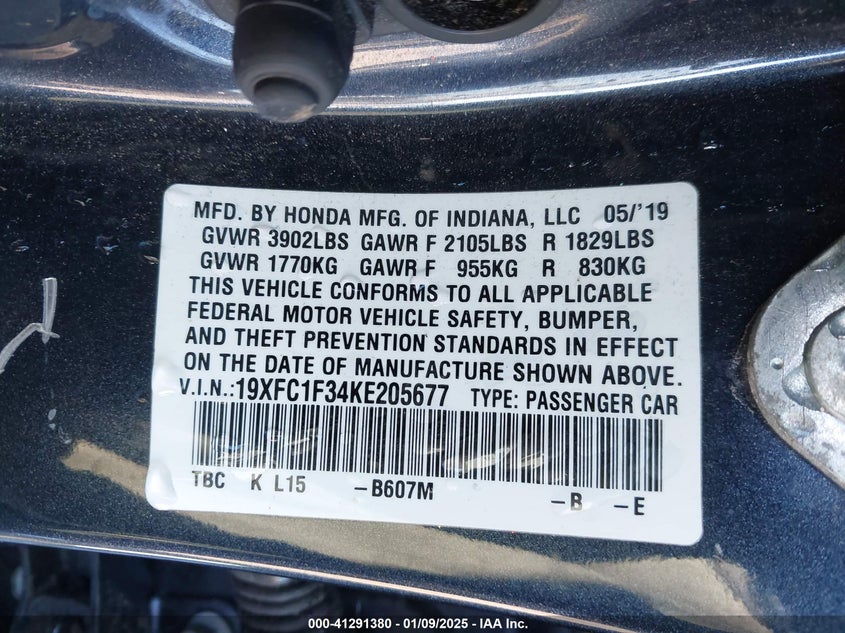 MFD. BY HONDA MFG. OF INDIANA, LLC 05/'19
GVWR 3902LBS GAWR F 2105LBS R 1829LBS
GVWR 1770KG GAWR F 955KG R 830KG
THIS VEHICLE CONFORMS TO ALL APPLICABLE
FEDERAL MOTOR VEHICLE SAFETY, BUMPER,
AND THEFT PREVENTION STANDARDS IN EFFECT
ON THE DATE OF MANUFACTURE SHOWN ABOVE.
V.I.N.:19XFC1F34KE205677 TYPE: PASSENGER CAR
TBC K L15 -B607M -B -E
000-41291380 - 01/09/2025 - IAA Inc.